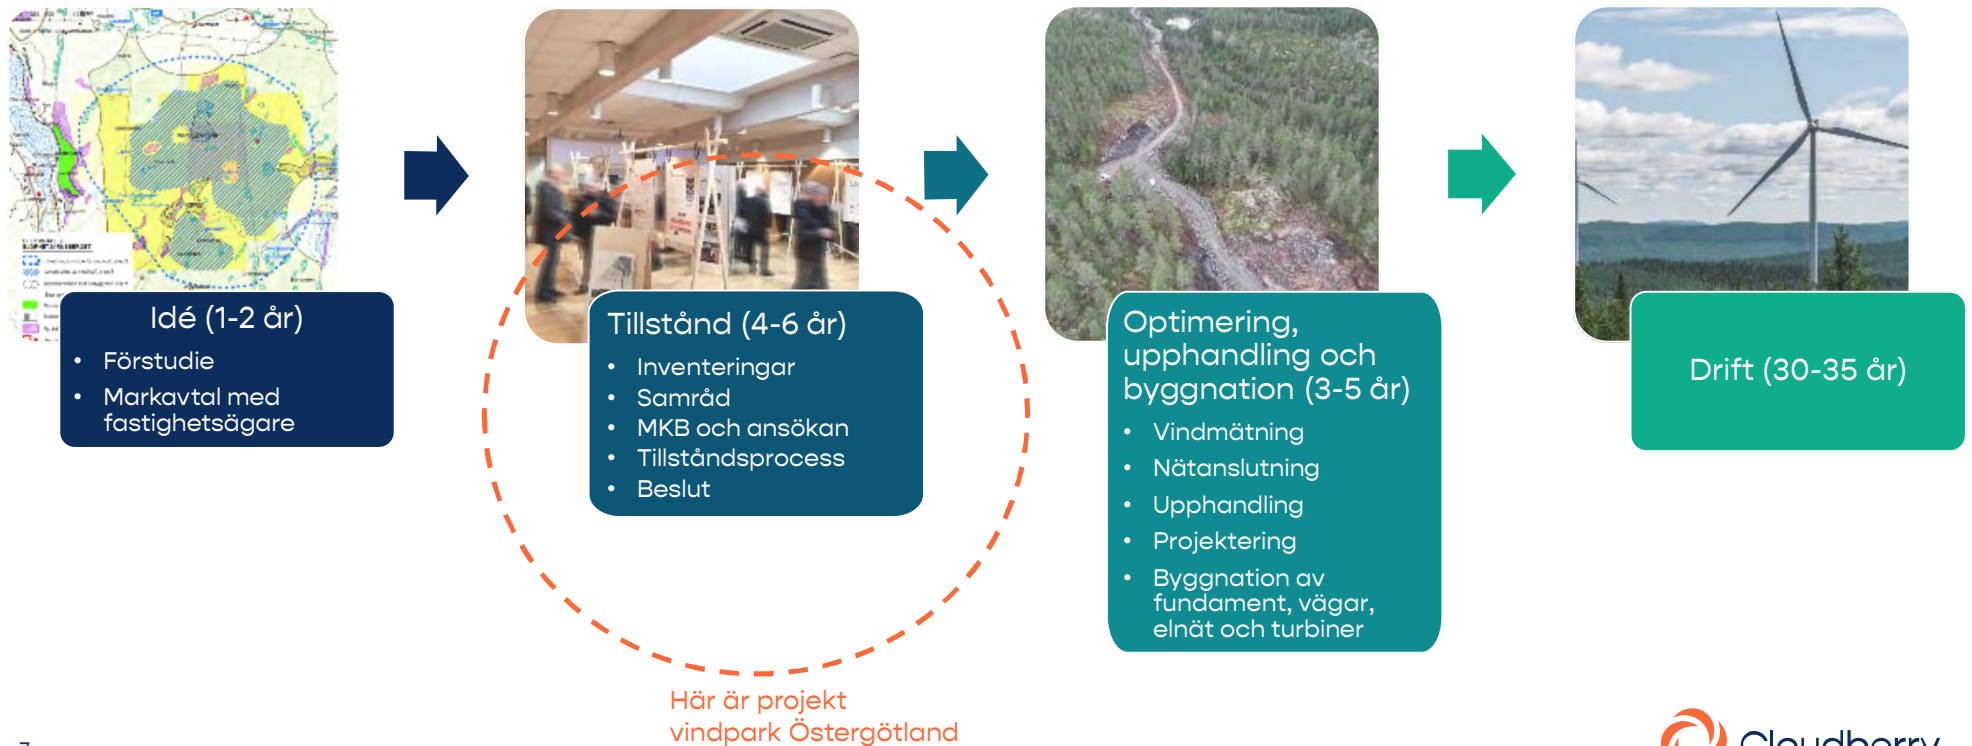 Idé (1-2 år)
• Förstudie
• Markavtal med
fastighetsägare
Tillstånd (4-6 år)
• Inventeringar
• Samråd
• MKB och ansökan
• Tillståndsprocess
• Beslut
Optimering,
upphandling och
byggnation (3-5 år)
• Vindmätning
• Nätanslutning
• Upphandling
• Projektering
• Byggnation av
fundament, vägar,
elnät och turbiner
Drift (30-35 år)
Här är projekt
vindpark Östergötland
7
Cloudberry